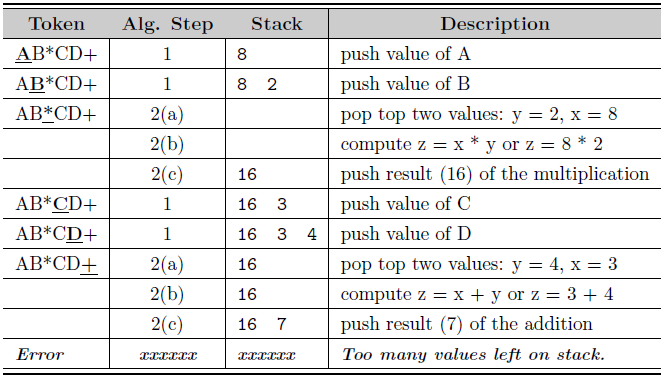 Token Alg. Step Stack Description
AB*CD+ 1 8 push value of A
AB*CD+ 1 8 2 push value of B
AB*CD+ 2(a) pop top two values: y = 2, x = 8
2(b) compute z = x * y or z = 8 * 2
2(c) 16 push result (16) of the multiplication
AB*CD+ 1 16 3 push value of C
AB*CD+ 1 16 3 4 push value of D
AB*CD+ 2(a) 16 pop top two values: y = 4, x = 3
2(b) 16 compute z = x + y or z = 3 + 4
2(c) 16 7 push result (7) of the addition
Error xxxxxx xxxxxx Too many values left on stack.